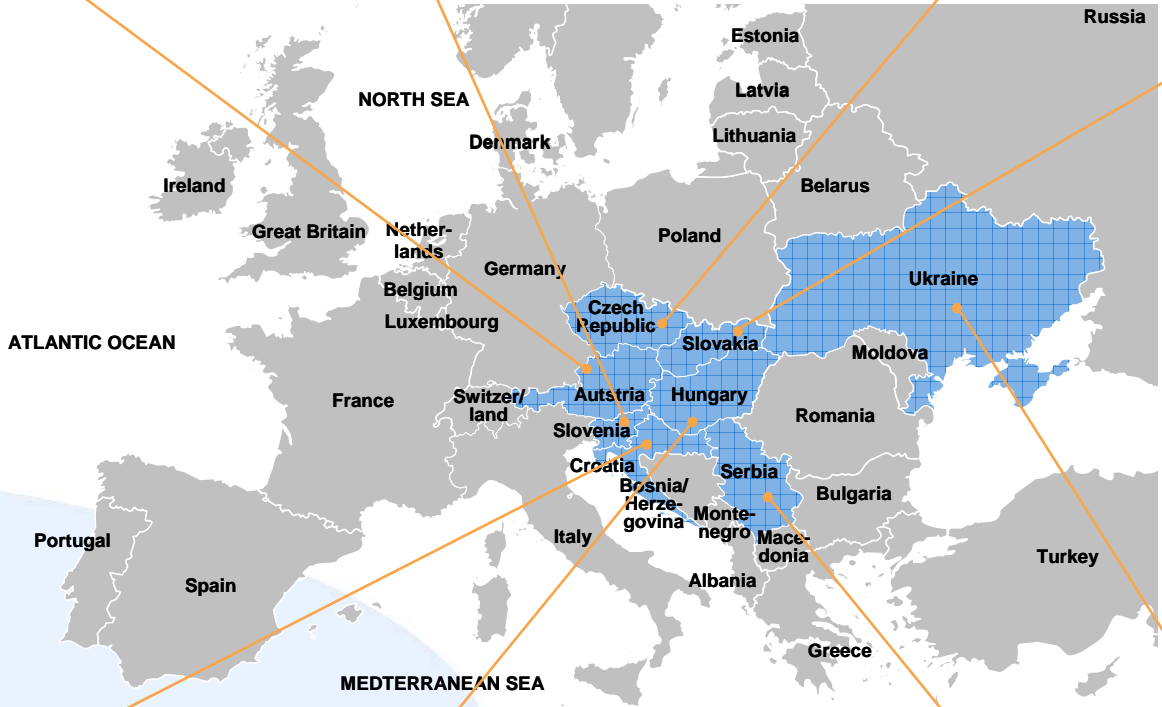 Russia
Estonia
NORTH SEA
Latvia
Denmark
Lithuania
Ireland
Belarus
Great Britain
Nether-
lands
Poland
Germany
Ukraine
Belgium
Czech
Republic
Luxembourg
ATLANTIC OCEAN
Slovakia
Moldova
France
Switzer/
land
Autstria
Hungary
Romania
Slovenia
Croatia
Serbia
Bosnia/
Herze-
govina
Bulgaria
Monte-
negro
Portugal
Italy
Mace-
donia
Turkey
Spain
Albania
Greece
MEDTERRANEAN SEA